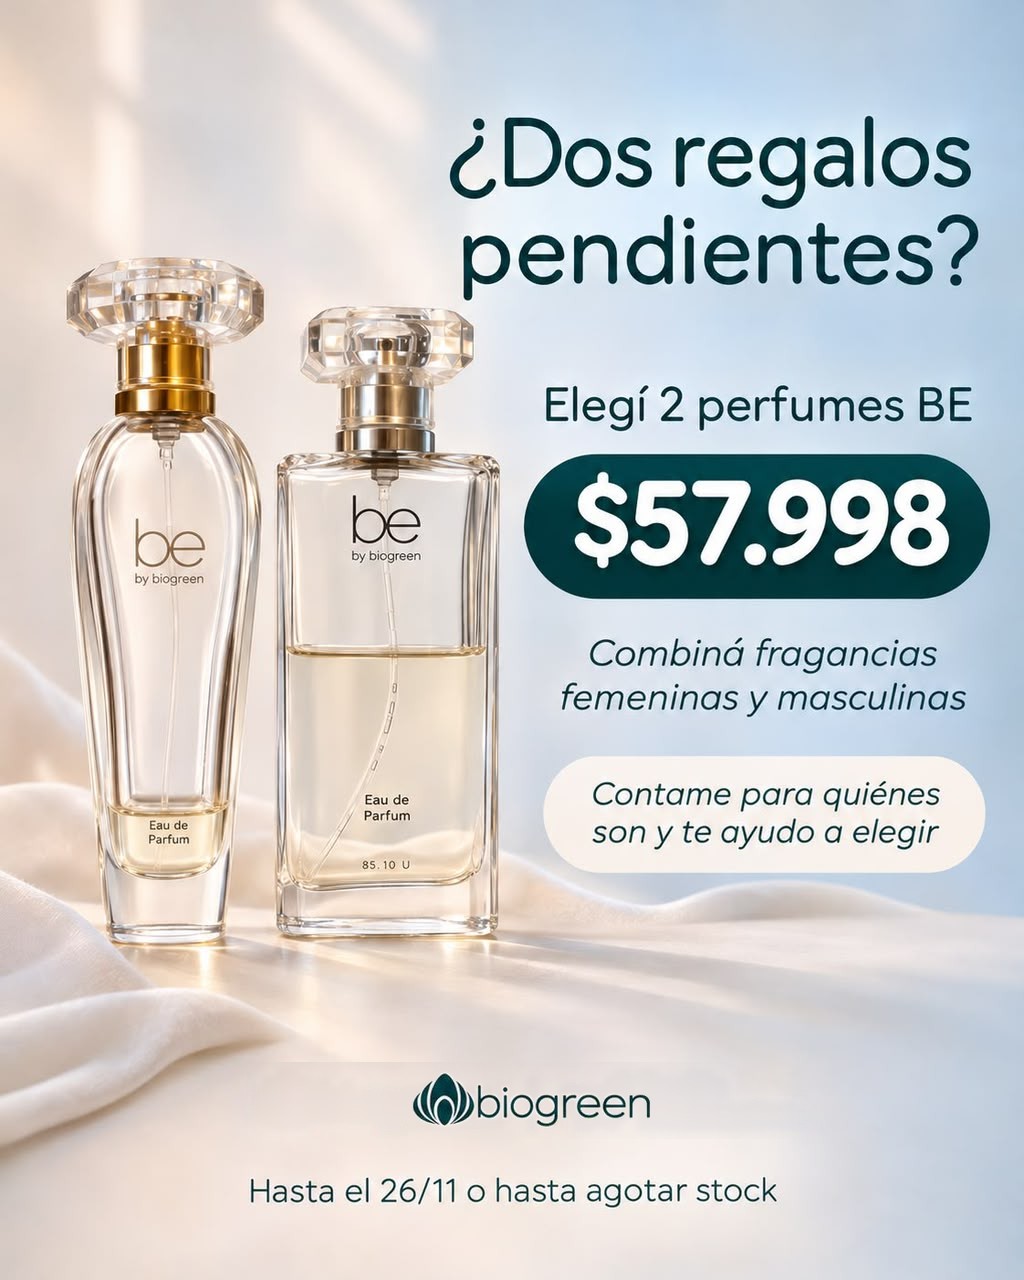 ¿Dos regalos
pendientes?
Elegí 2 perfumes BE
$57.998
Combiná fragancias
femeninas y masculinas
Contame para quiénes
son y te ayudo a elegir
be
by biogreen
Eau de
Parfum
be
by biogreen
Eau de
Parfum
85.10 U
biogreen
Hasta el 26/11 o hasta agotar stock